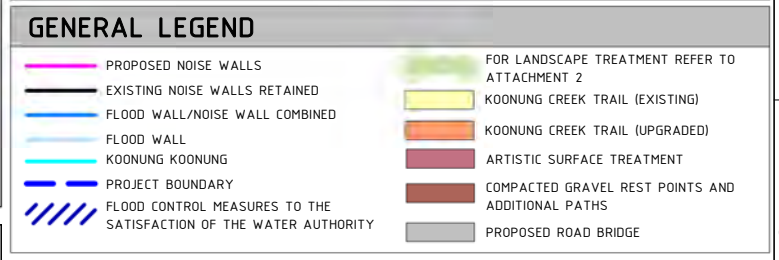 GENERAL LEGEND
PROPOSED NOISE WALLS
EXISTING NOISE WALLS RETAINED
FLOOD WALL/NOISE WALL COMBINED
FLOOD WALL
KOONUNG KOONUNG
PROJECT BOUNDARY
FLOOD CONTROL MEASURES TO THE
SATISFACTION OF THE WATER AUTHORITY
FOR LANDSCAPE TREATMENT REFER TO
ATTACHMENT 2
KOONUNG CREEK TRAIL (EXISTING)
KOONUNG CREEK TRAIL (UPGRADED)
ARTISTIC SURFACE TREATMENT
COMPACTED GRAVEL REST POINTS AND
ADDITIONAL PATHS
PROPOSED ROAD BRIDGE